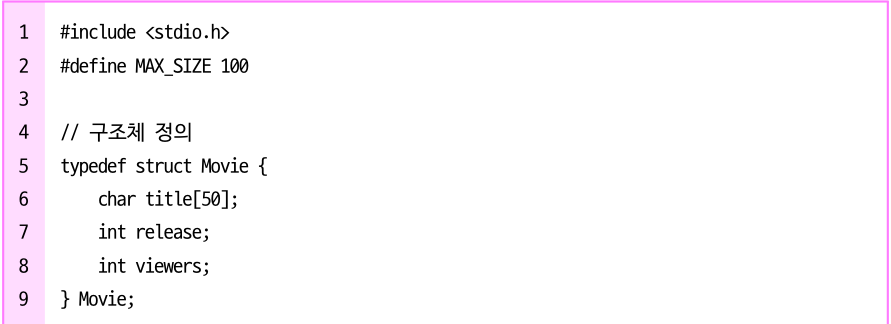 1 #include <stdio.h>
2 #define MAX_SIZE 100
3
4 // 구조체 정의
5 typedef struct Movie {
6 char title[50];
7 int release;
8 int viewers;
9 } Movie;